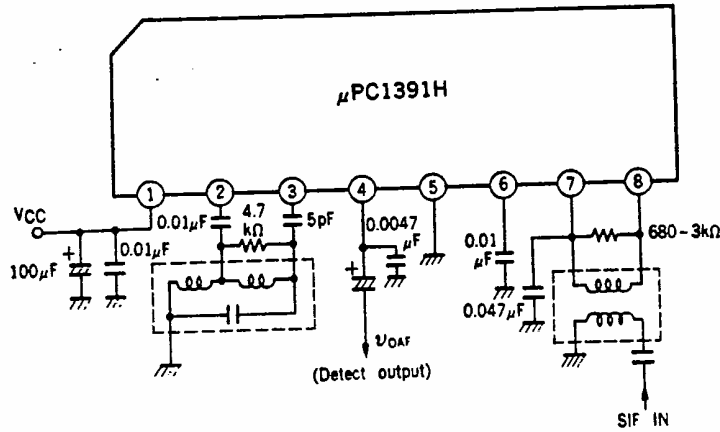 μPC1391H
1 2 3 4 5 6 7 8
VCC
0.01μF
4.7
kΩ
5pF
0.0047
μF
680-3kΩ
0.01
μF
+
100μF
0.01μF
+
0.047μF
υOAF
(Detect output)
SIF IN